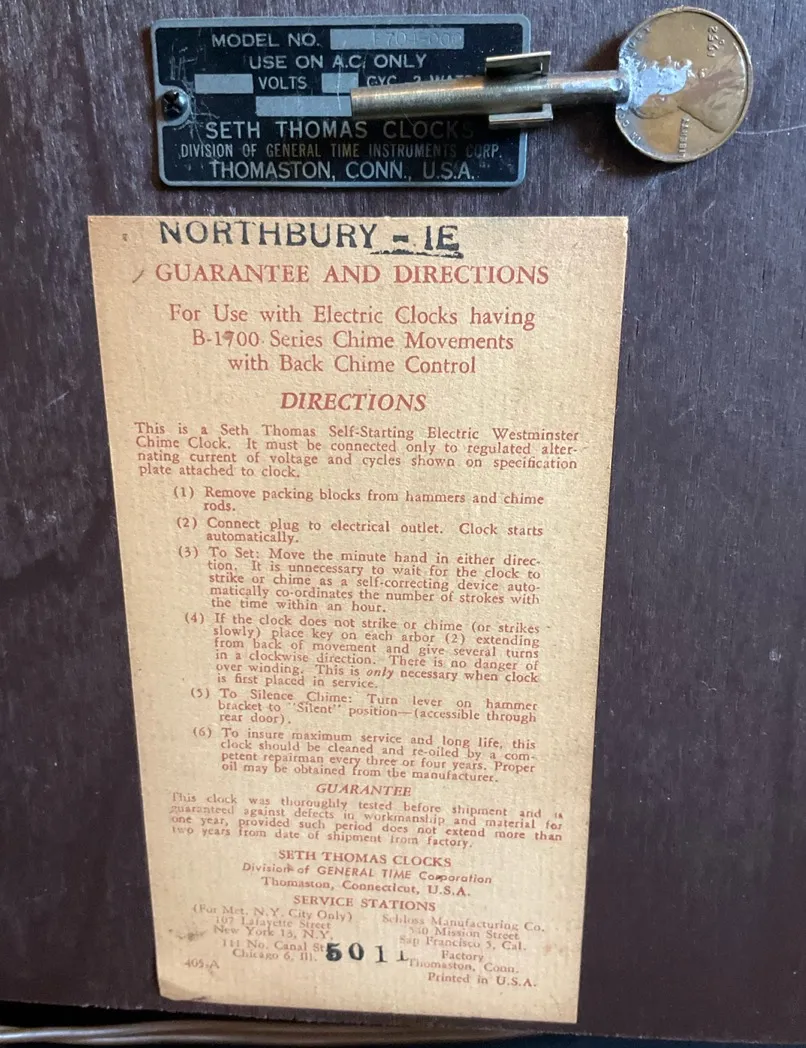 MODEL NO. E704-000
USE ON A.C. ONLY
VOLTS CYC. 2 WATTS
SETH THOMAS CLOCKS
DIVISION OF GENERAL TIME INSTRUMENTS CORP.
THOMASTON, CONN., U.S.A.
1952
LIBERTY
NORTHBURY - 1E
GUARANTEE AND DIRECTIONS
For Use with Electric Clocks having
B-1700 Series Chime Movements
with Back Chime Control
DIRECTIONS
This is a Seth Thomas Self-Starting Electric Westminster
Chime Clock. It must be connected only to regulated alter-
nating current of voltage and cycles shown on specification
plate attached to clock.
(1) Remove packing blocks from hammers and chime
rods.
(2) Connect plug to electrical outlet. Clock starts
automatically.
(3) To Set: Move the minute hand in either direc-
tion. It is unnecessary to wait for the clock to
strike or chime as a self-correcting device auto-
matically co-ordinates the number of strokes with
the time within an hour.
(4) If the clock does not strike or chime (or strikes
slowly) place key on each arbor (2) extending
from back of movement and give several turns
in a clockwise direction. There is no danger of
over winding. This is only necessary when clock
is first placed in service.
(5) To Silence Chime: Turn lever on hammer
bracket to "Silent" position—(accessible through
rear door).
(6) To insure maximum service and long life, this
clock should be cleaned and re-oiled by a com-
petent repairman every three or four years. Proper
oil may be obtained from the manufacturer.
GUARANTEE
This clock was thoroughly tested before shipment and is
guaranteed against defects in workmanship and material for
one year, provided such period does not extend more than
two years from date of shipment from factory.
SETH THOMAS CLOCKS
Division of GENERAL TIME Corporation
Thomaston, Connecticut, U.S.A.
SERVICE STATIONS
(For Met. N.Y. City Only)
107 Lafayette Street
New York 13, N.Y.
111 No. Canal St.
Chicago 6, Ill.
Schloss Manufacturing Co.
540 Mission Street
San Francisco 5, Cal.
Factory
Thomaston, Conn.
5011
405-A
Printed in U.S.A.